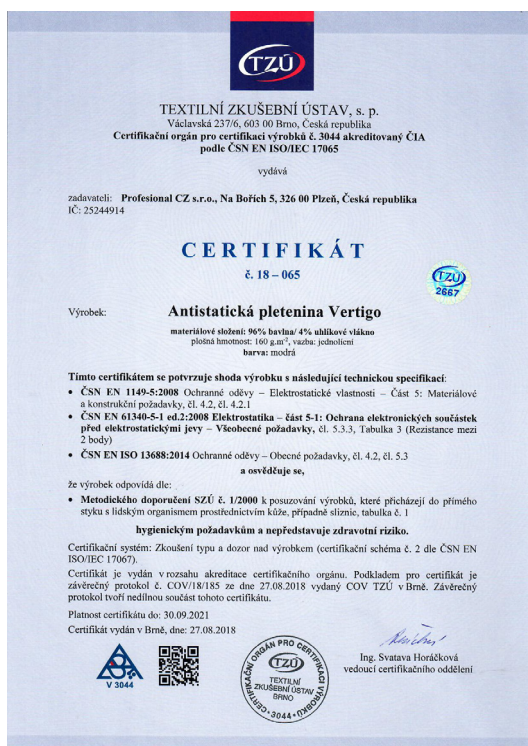 TZÚ
TEXTILNÍ ZKUŠEBNÍ ÚSTAV, s. p.
Václavská 237/6, 603 00 Brno, Česká republika
Certifikační orgán pro certifikaci výrobků č. 3044 akreditovaný ČIA
podle ČSN EN ISO/IEC 17065
vydává
zadavateli: Profesional CZ s.r.o., Na Bořích 5, 326 00 Plzeň, Česká republika
IČ: 25244914
CERTIFIKÁT
č. 18 – 065
TZÚ
2667
Výrobek: Antistatická pletenina Vertigo
materiálové složení: 96% bavlna/ 4% uhlíkové vlákno
plošná hmotnost: 160 g.m-2, vazba: jednolícní
barva: modrá
Tímto certifikátem se potvrzuje shoda výrobku s následující technickou specifikací:
• ČSN EN 1149-5:2008 Ochranné oděvy – Elektrostatické vlastnosti – Část 5: Materiálové
a konstrukční požadavky, čl. 4.2, čl. 4.2.1
• ČSN EN 61340-5-1 ed.2:2008 Elektrostatika – část 5-1: Ochrana elektronických součástek
před elektrostatickými jevy – Všeobecné požadavky, čl. 5.3.3, Tabulka 3 (Rezistance mezi
2 body)
• ČSN EN ISO 13688:2014 Ochranné oděvy – Obecné požadavky, čl. 4.2, čl. 5.3
a osvědčuje se,
že výrobek odpovídá dle:
• Metodického doporučení SZÚ č. 1/2000 k posuzování výrobků, které přicházejí do přímého
styku s lidským organismem prostřednictvím kůže, případně sliznic, tabulka č. 1
hygienickým požadavkům a nepředstavuje zdravotní riziko.
Certifikační systém: Zkoušení typu a dozor nad výrobkem (certifikační schéma č. 2 dle ČSN EN
ISO/IEC 17067).
Certifikát je vydán v rozsahu akreditace certifikačního orgánu. Podkladem pro certifikát je
závěrečný protokol č. COV/18/185 ze dne 27.08.2018 vydaný COV TZÚ v Brně. Závěrečný
protokol tvoří nedílnou součást tohoto certifikátu.
Platnost certifikátu do: 30.09.2021
Certifikát vydán v Brně, dne: 27.08.2018
V 3044
CERTIFIKAČNÍ ORGÁN PRO CERTIFIKACI VÝROBKŮ
TZÚ
TEXTILNÍ
ZKUŠEBNÍ ÚSTAV
BRNO
3044
Ing. Svatava Horáčková
vedoucí certifikačního oddělení